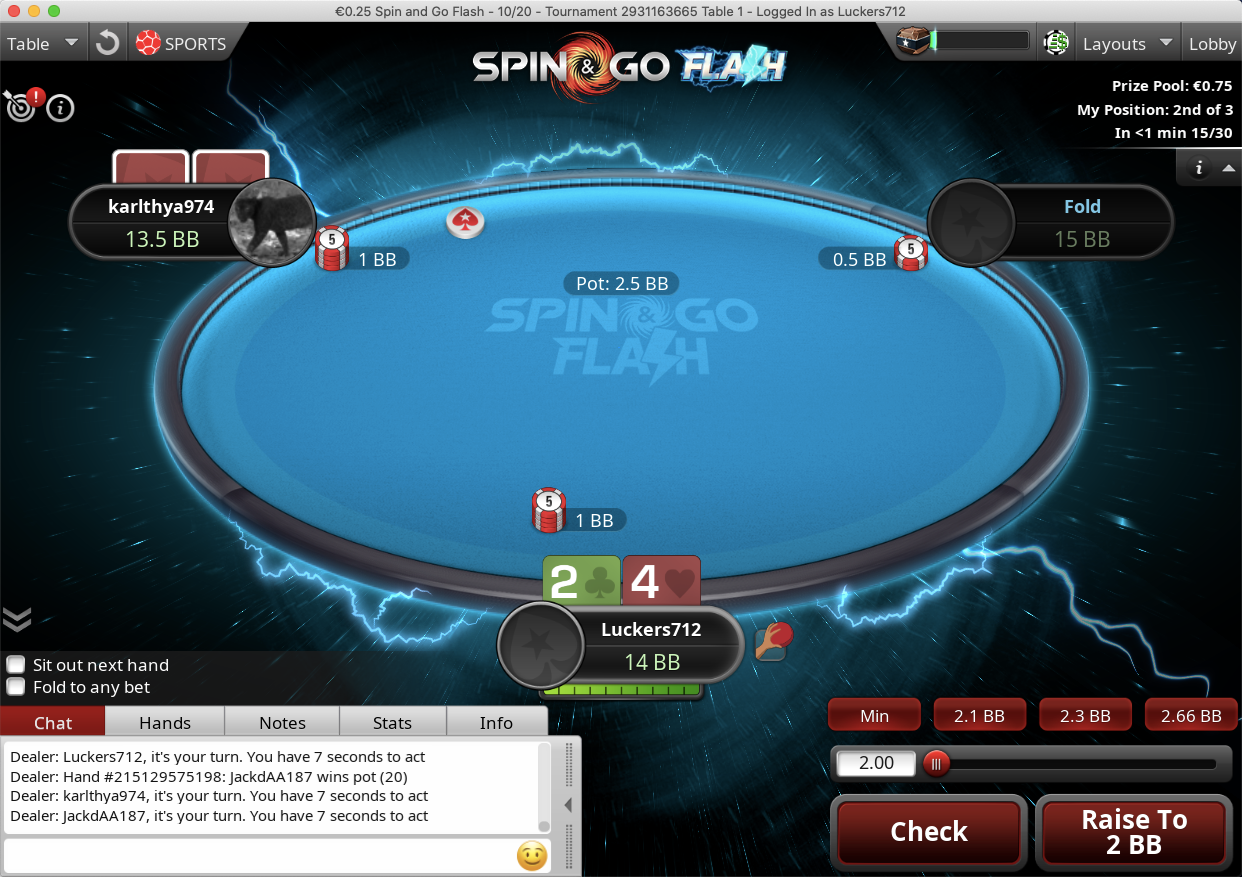 €0.25 Spin and Go Flash - 10/20 - Tournament 2931163665 Table 1 - Logged In as Luckers712
Table
SPORTS
SPIN&GO FLASH
Layouts
Lobby
Prize Pool: €0.75
My Position: 2nd of 3
In <1 min 15/30
karlthya974
13.5 BB
Fold
15 BB
5
1 BB
0.5 BB
5
Pot: 2.5 BB
SPIN&GO
FLASH
5
1 BB
2
4
Luckers712
14 BB
Sit out next hand
Fold to any bet
Chat
Hands
Notes
Stats
Info
Dealer: Luckers712, it's your turn. You have 7 seconds to act
Dealer: Hand #215129575198: JackdAA187 wins pot (20)
Dealer: karlthya974, it's your turn. You have 7 seconds to act
Dealer: JackdAA187, it's your turn. You have 7 seconds to act
Min
2.1 BB
2.3 BB
2.66 BB
2.00
Check
Raise To
2 BB